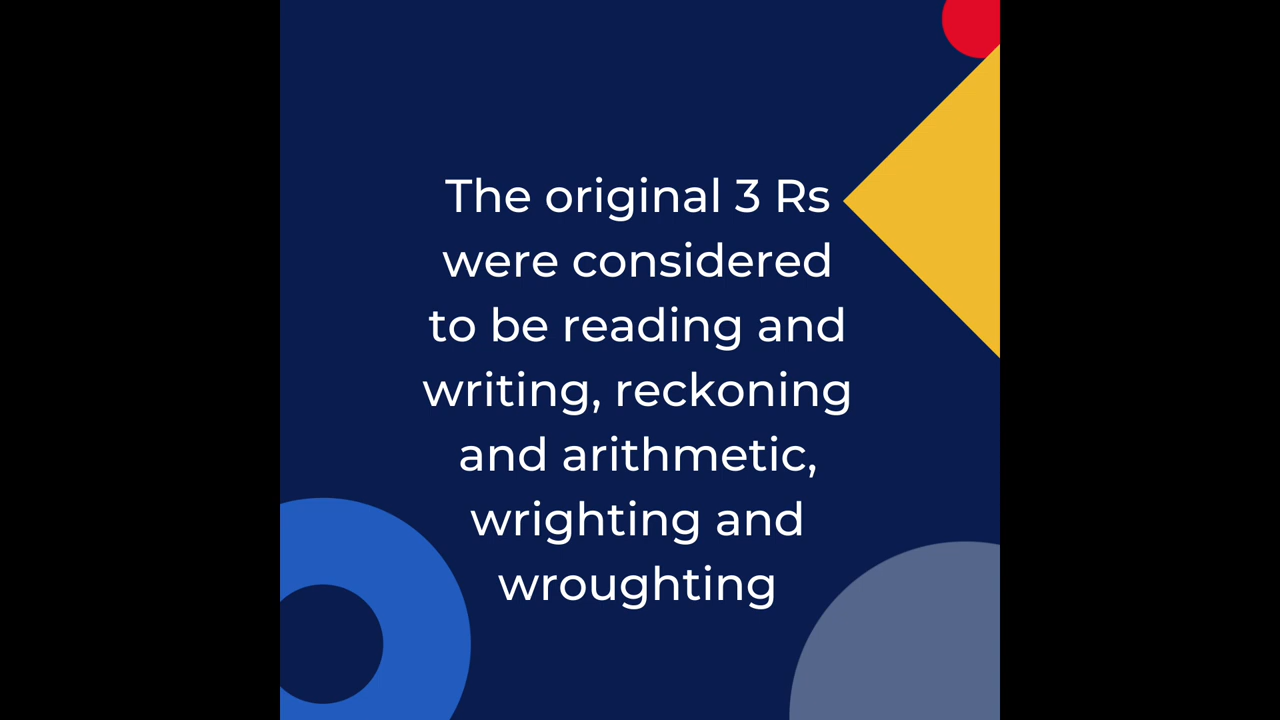 The original 3 Rs
were considered
to be reading and
writing, reckoning
and arithmetic,
wrighting and
wroughting